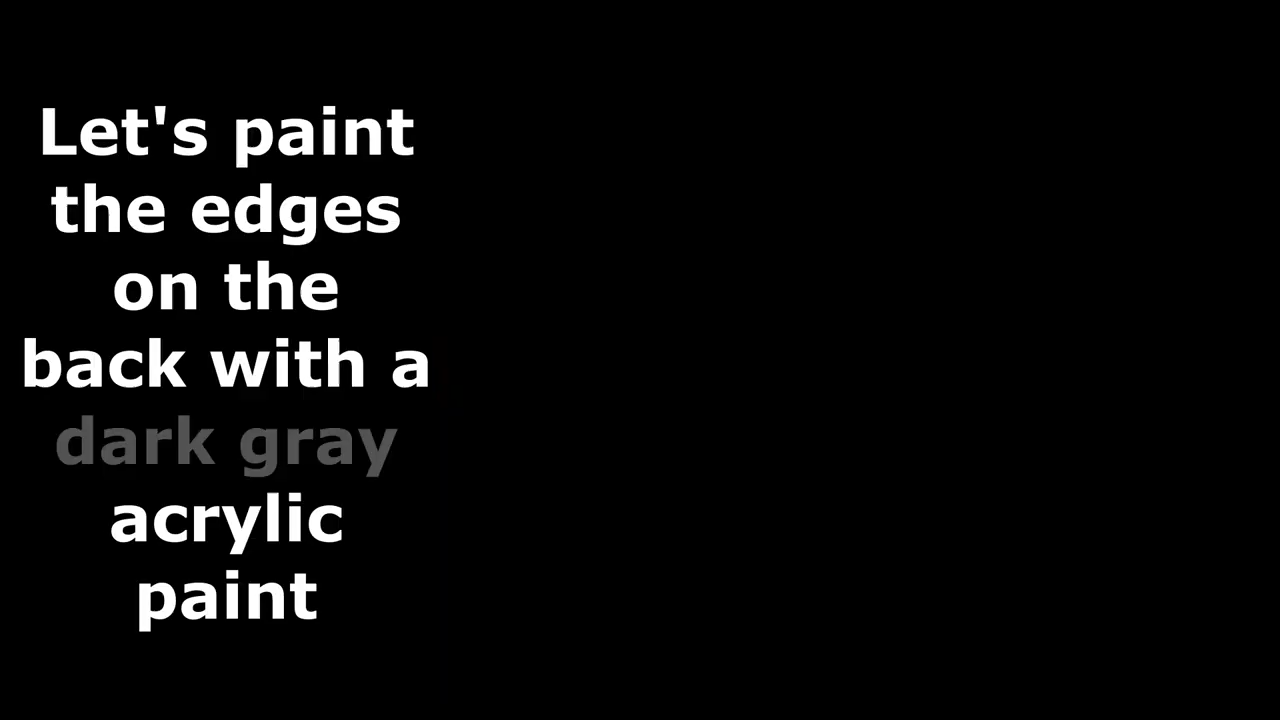 Let's paint
the edges
on the
back with a
dark gray
acrylic
paint